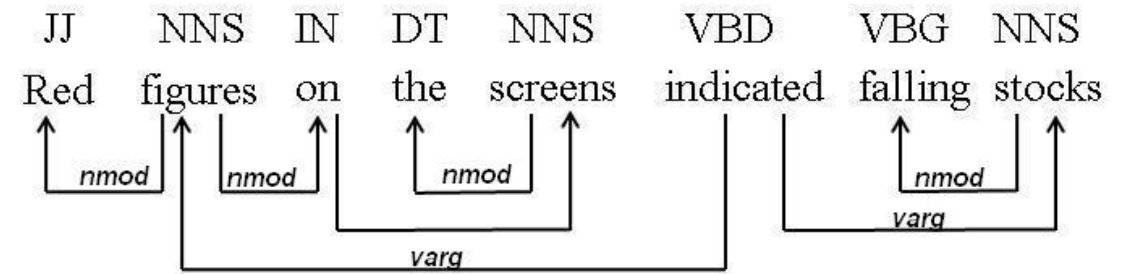 JJ NNS IN DT NNS VBD VBG NNS
Red figures on the screens indicated falling stocks
nmod nmod nmod nmod
varg
varg